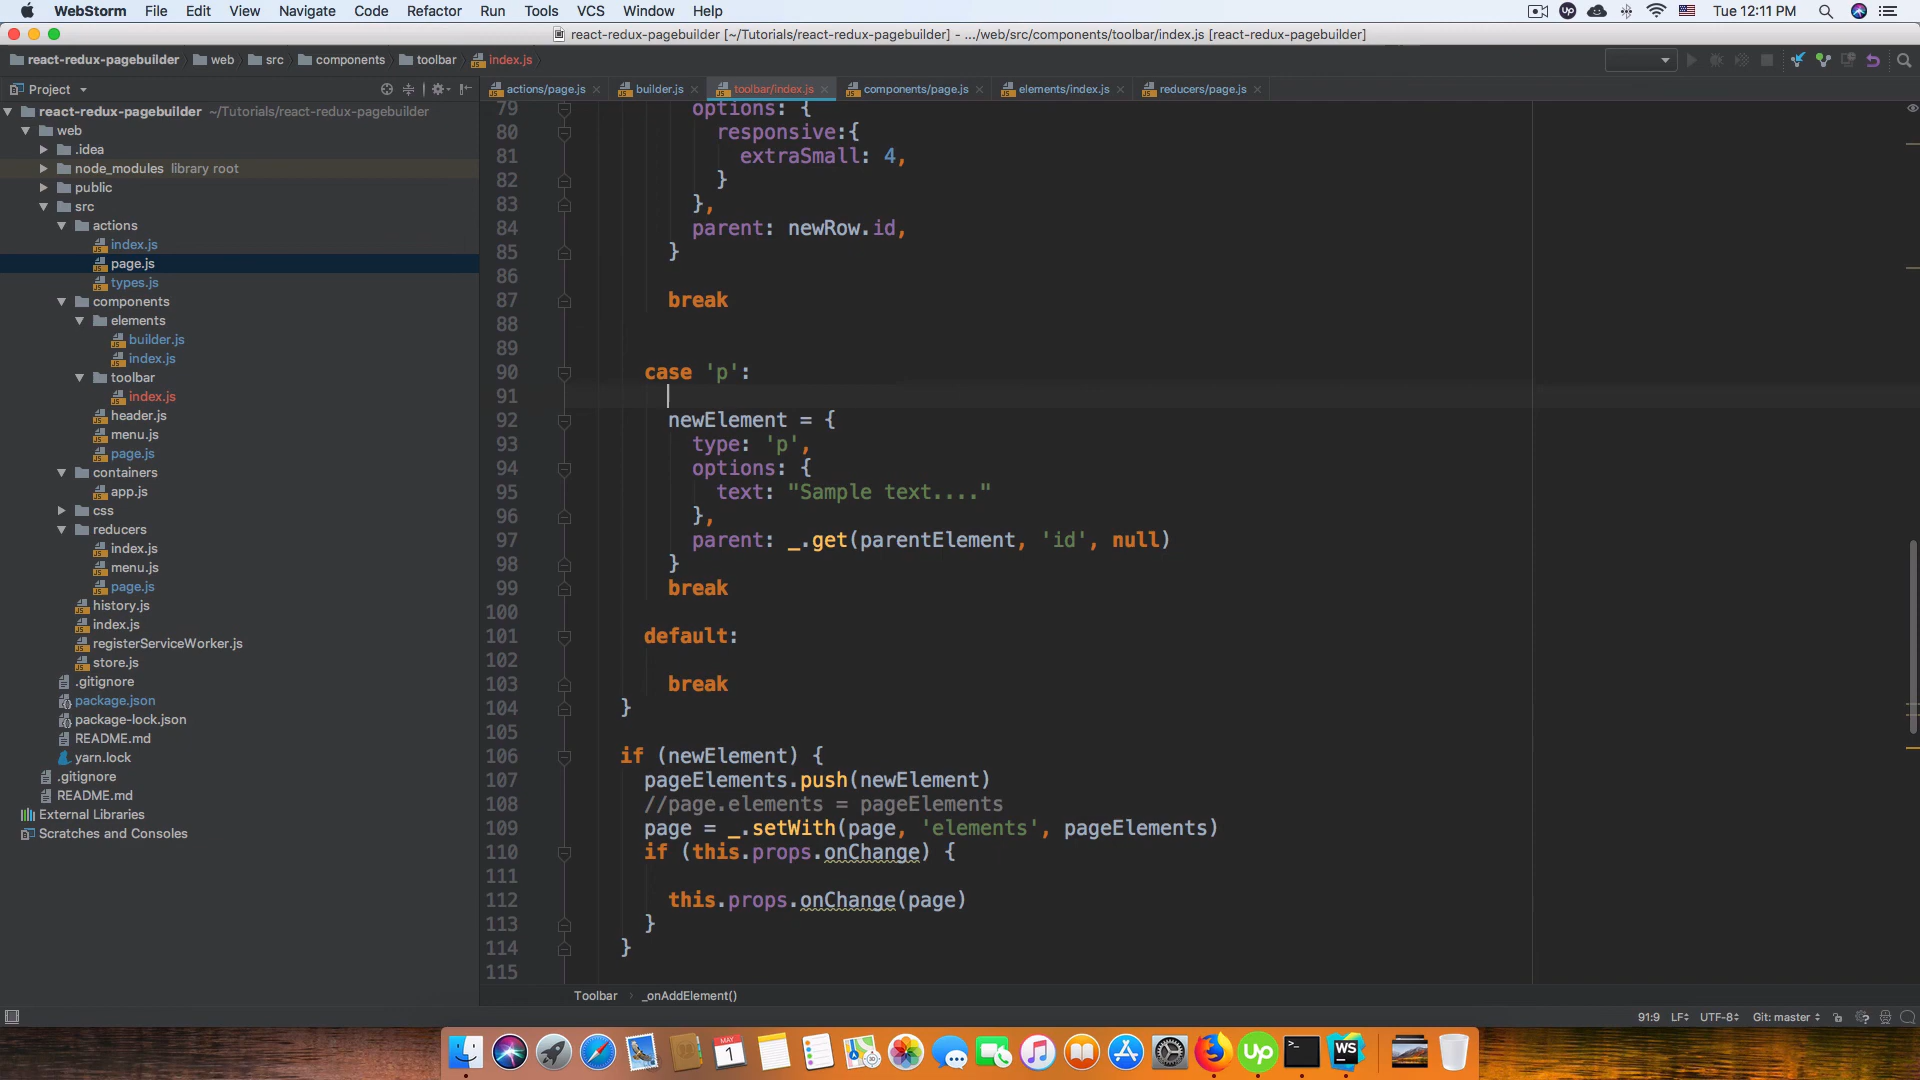 WebStorm File Edit View Navigate Code Refactor Run Tools VCS Window Help Tue 12:11 PM
react-redux-pagebuilder [~/Tutorials/react-redux-pagebuilder] - .../web/src/components/toolbar/index.js [react-redux-pagebuilder]
react-redux-pagebuilder web src components toolbar index.js
Project
actions/page.js builder.js toolbar/index.js components/page.js elements/index.js reducers/page.js
react-redux-pagebuilder ~/Tutorials/react-redux-pagebuilder
web
.idea
node_modules library root
public
src
actions
index.js
page.js
types.js
components
elements
builder.js
index.js
toolbar
index.js
header.js
menu.js
page.js
containers
app.js
css
reducers
index.js
menu.js
page.js
history.js
index.js
registerServiceWorker.js
store.js
.gitignore
package.json
package-lock.json
README.md
yarn.lock
.gitignore
README.md
External Libraries
Scratches and Consoles
79 options: {
80 responsive:{
81 extraSmall: 4,
82 }
83 },
84 parent: newRow.id,
85 }
86
87 break
88
89
90 case 'p':
91
92 newElement = {
93 type: 'p',
94 options: {
95 text: "Sample text...."
96 },
97 parent: _.get(parentElement, 'id', null)
98 }
99 break
100
101 default:
102
103 break
104 }
105
106 if (newElement) {
107 pageElements.push(newElement)
108 //page.elements = pageElements
109 page = _.setWith(page, 'elements', pageElements)
110 if (this.props.onChange) {
111
112 this.props.onChange(page)
113 }
114 }
115
Toolbar _onAddElement()
91:9 LF UTF-8 Git: master
MAY 1
Up
WS